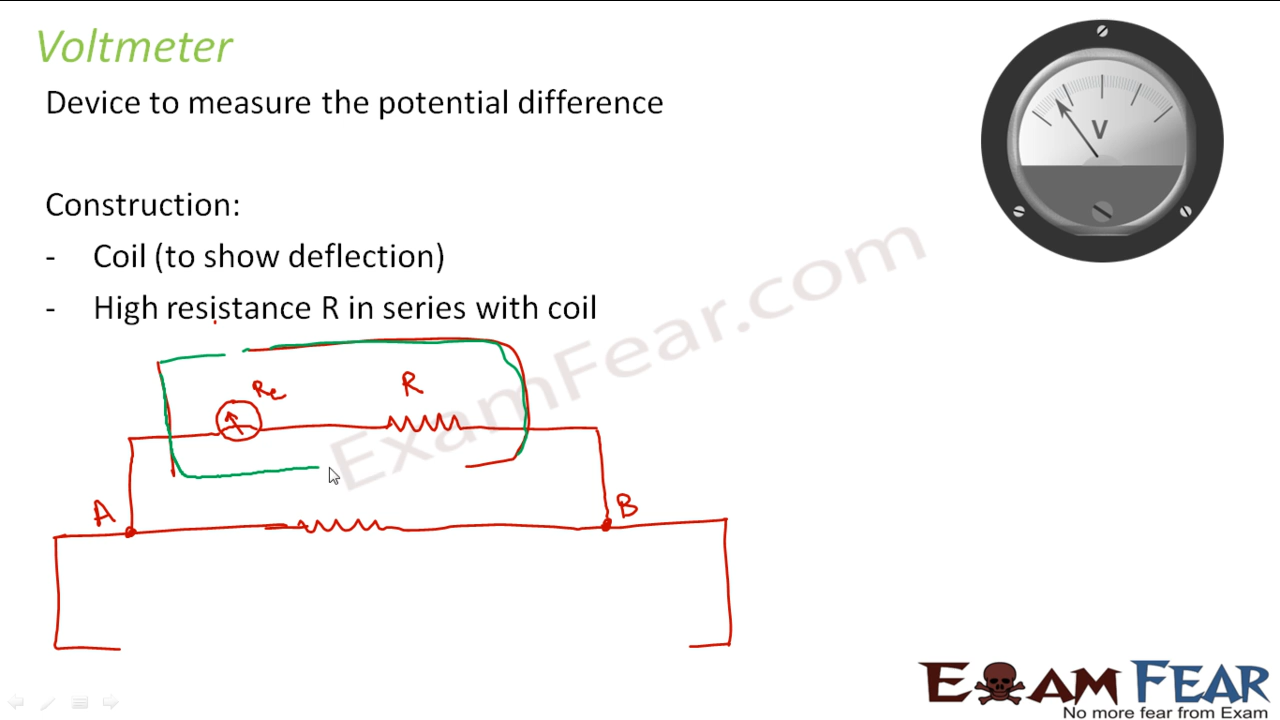 Voltmeter
Device to measure the potential difference
V
Construction:
- Coil (to show deflection)
- High resistance R in series with coil
ExamFear.com
Rc
R
A
B
EXAM FEAR
No more fear from Exam